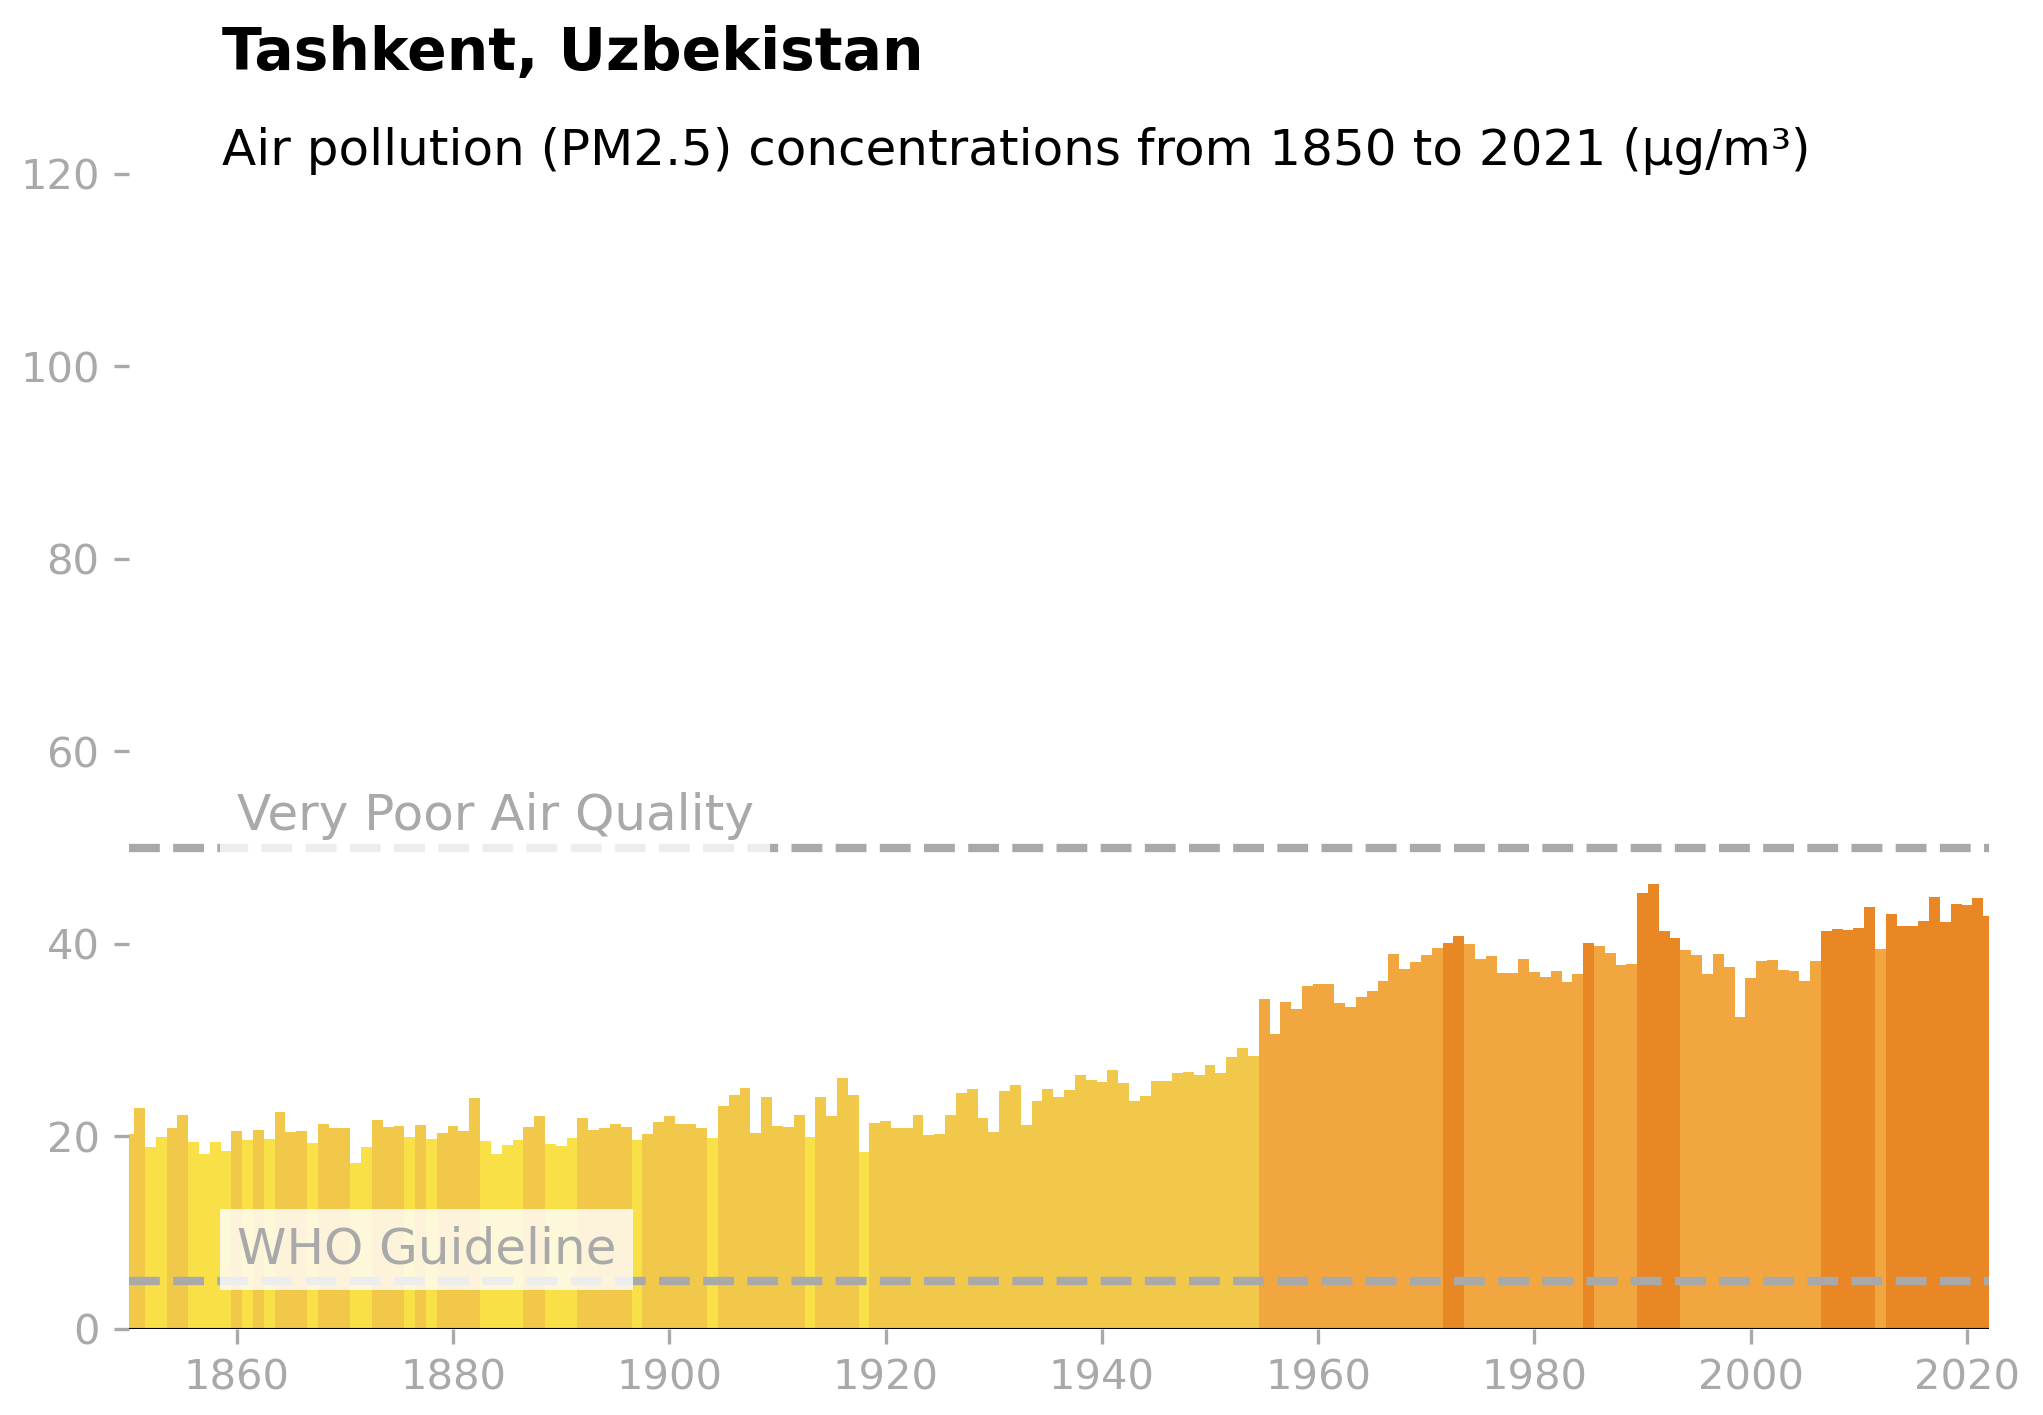 Tashkent, Uzbekistan
Air pollution (PM2.5) concentrations from 1850 to 2021 (µg/m³)
120
100
80
60
Very Poor Air Quality
40
20
WHO Guideline
0
1860 1880 1900 1920 1940 1960 1980 2000 2020